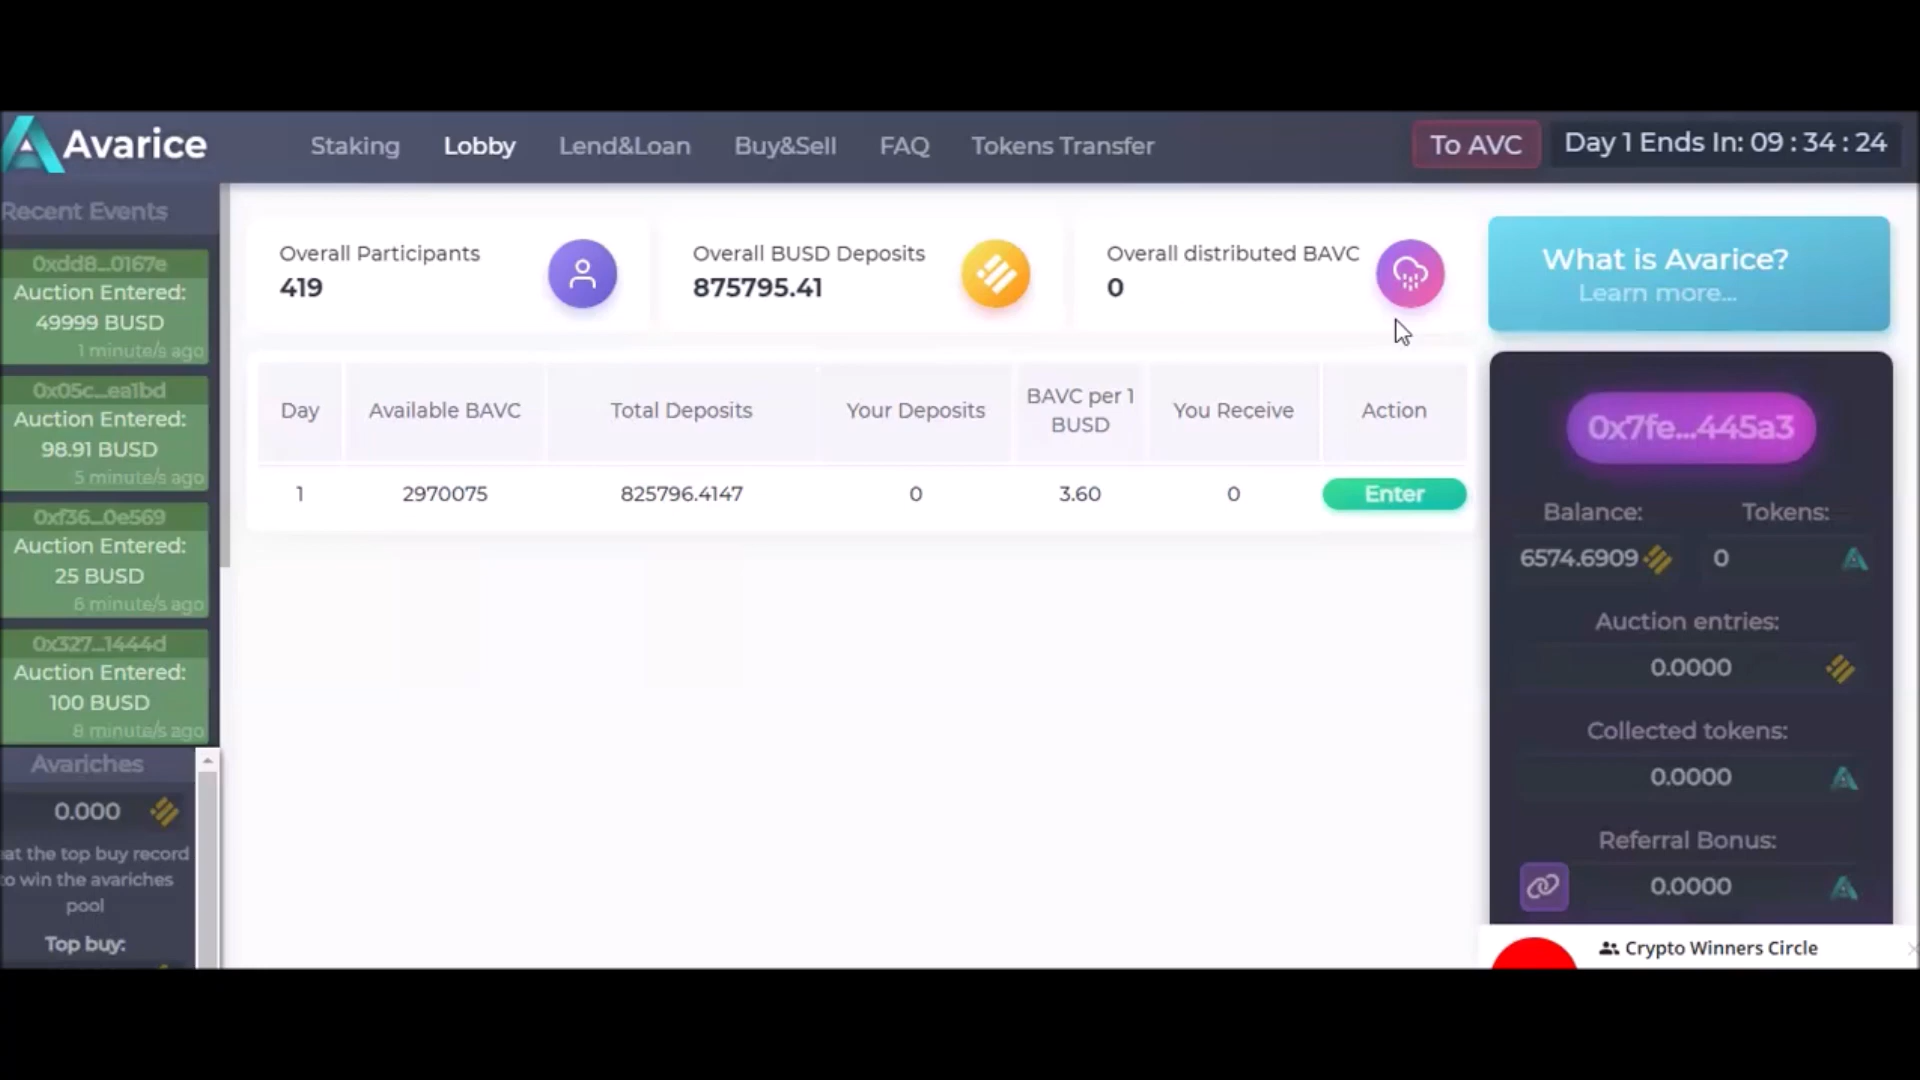 Avarice
Staking
Lobby
Lend&Loan
Buy&Sell
FAQ
Tokens Transfer
To AVC
Day 1 Ends In: 09 : 34 : 24
Recent Events
0xdd8...0167e
Auction Entered:
49999 BUSD
1 minute/s ago
0x05c...ea1bd
Auction Entered:
98.91 BUSD
5 minute/s ago
0xf36...0e569
Auction Entered:
25 BUSD
6 minute/s ago
0x327...1444d
Auction Entered:
100 BUSD
8 minute/s ago
Avariches
0.000
eat the top buy record
to win the avariches
pool
Top buy:
Overall Participants
419
Overall BUSD Deposits
875795.41
Overall distributed BAVC
0
Day
Available BAVC
Total Deposits
Your Deposits
BAVC per 1
BUSD
You Receive
Action
1
2970075
825796.4147
0
3.60
0
Enter
What is Avarice?
Learn more...
0x7fe...445a3
Balance:
Tokens:
6574.6909
0
Auction entries:
0.0000
Collected tokens:
0.0000
Referral Bonus:
0.0000
Crypto Winners Circle